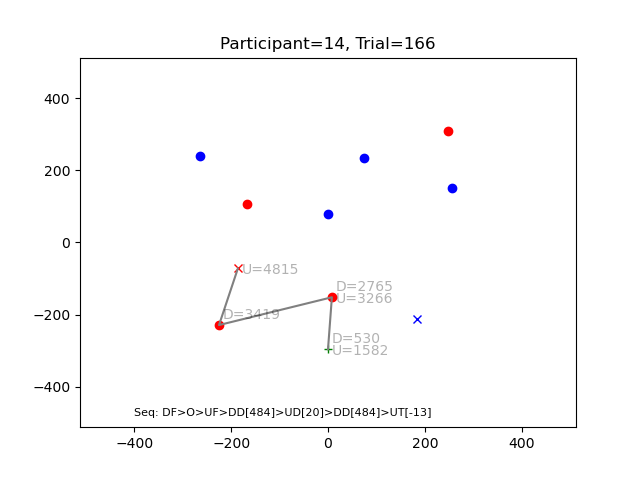 Participant=14, Trial=166
400
200
0
−200
−400
U=4815
D=2765
U=3266
D=3419
D=530
U=1582
Seq: DF>O>UF>DD[484]>UD[20]>DD[484]>UT[-13]
−400 −200 0 200 400